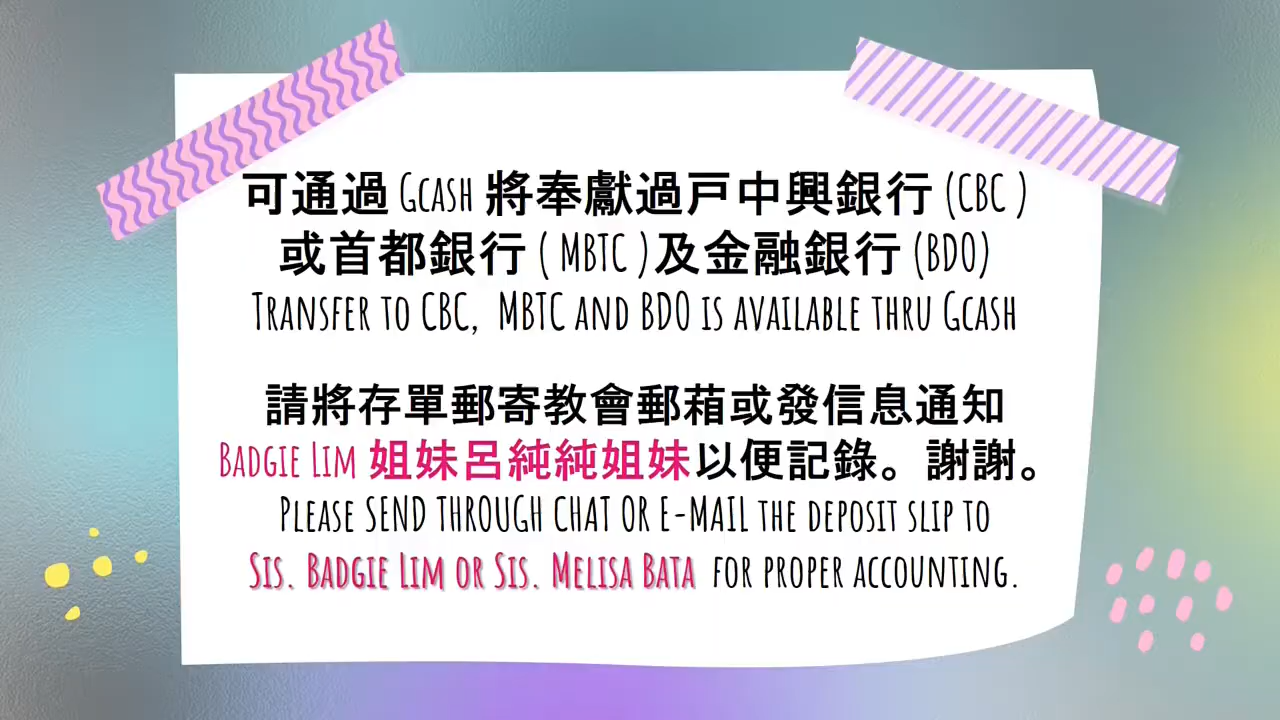 可通過 Gcash 將奉獻過戸中興銀行 (CBC )
或首都銀行 ( MBTC )及金融銀行 (BDO)
Transfer to CBC, MBTC and BDO is available thru Gcash
請將存單郵寄教會郵葙或發信息通知
Badgie Lim 姐妹呂純純姐妹以便記錄。謝謝。
Please SEND THROUGH CHAT OR E-MAIL the deposit slip to
Sis. Badgie Lim or Sis. Melisa Bata for proper accounting.